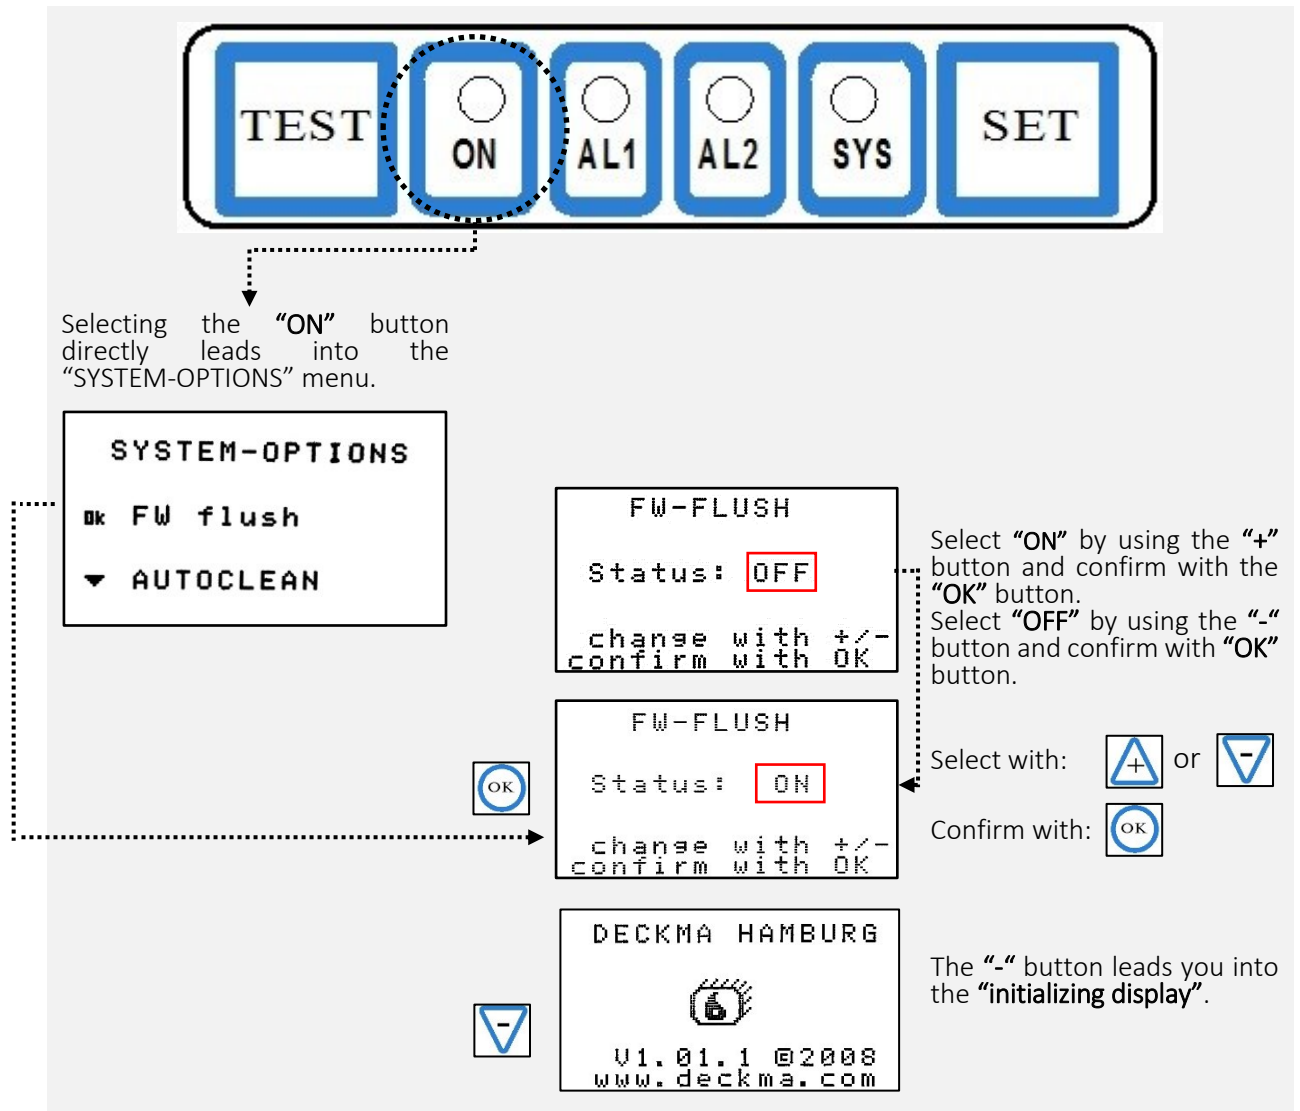 TEST ON AL1 AL2 SYS SET
Selecting the “ON” button
directly leads into the
“SYSTEM-OPTIONS” menu.
SYSTEM-OPTIONS
Ok FW flush
AUTOCLEAN
FW-FLUSH
Status: OFF
change with +/-
confirm with OK
Select “ON” by using the “+”
button and confirm with the
“OK” button.
Select “OFF” by using the “-“
button and confirm with “OK”
button.
OK
FW-FLUSH
Status: ON
change with +/-
confirm with OK
Select with: + or -
Confirm with: OK
-
DECKMA HAMBURG
V1.01.1 ©2008
www.deckma.com
The “-“ button leads you into
the “initializing display”.